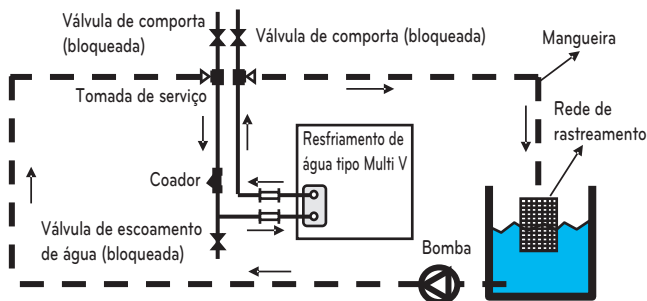 Válvula de comporta
(bloqueada)
Válvula de comporta (bloqueada)
Mangueira
Tomada de serviço
Rede de
rastreamento
Resfriamento de
água tipo Multi V
Coador
Válvula de escoamento
de água (bloqueada)
Bomba